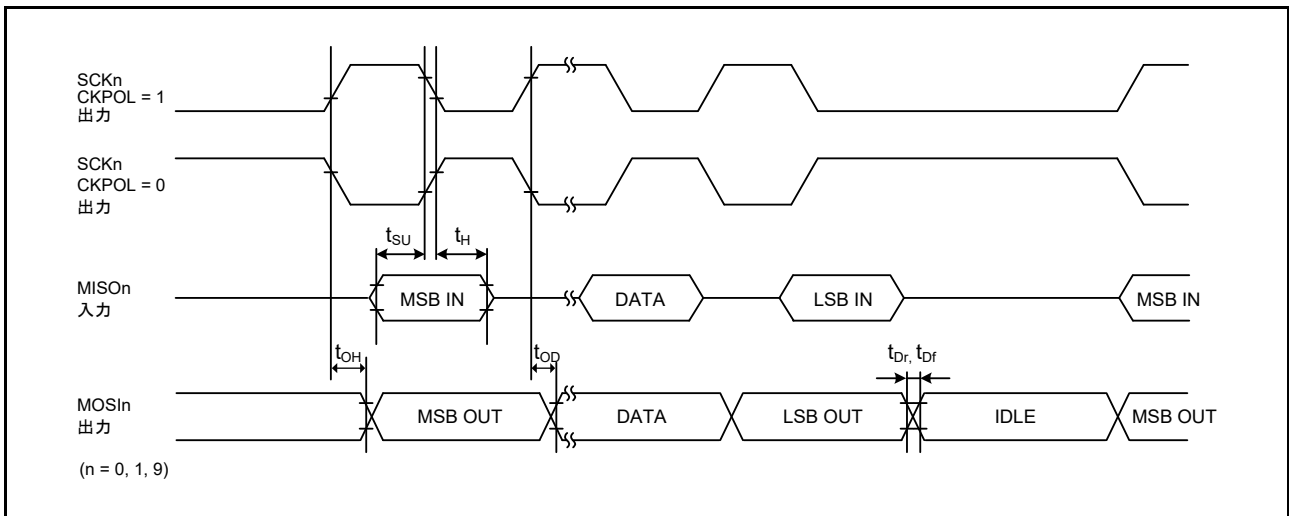 SCKn
CKPOL = 1
出力
SCKn
CKPOL = 0
出力
tSU
tH
MISOn
入力
MSB IN
DATA
LSB IN
MSB IN
tOH
tOD
tDr, tDf
MOSIn
出力
MSB OUT
DATA
LSB OUT
IDLE
MSB OUT
(n = 0, 1, 9)